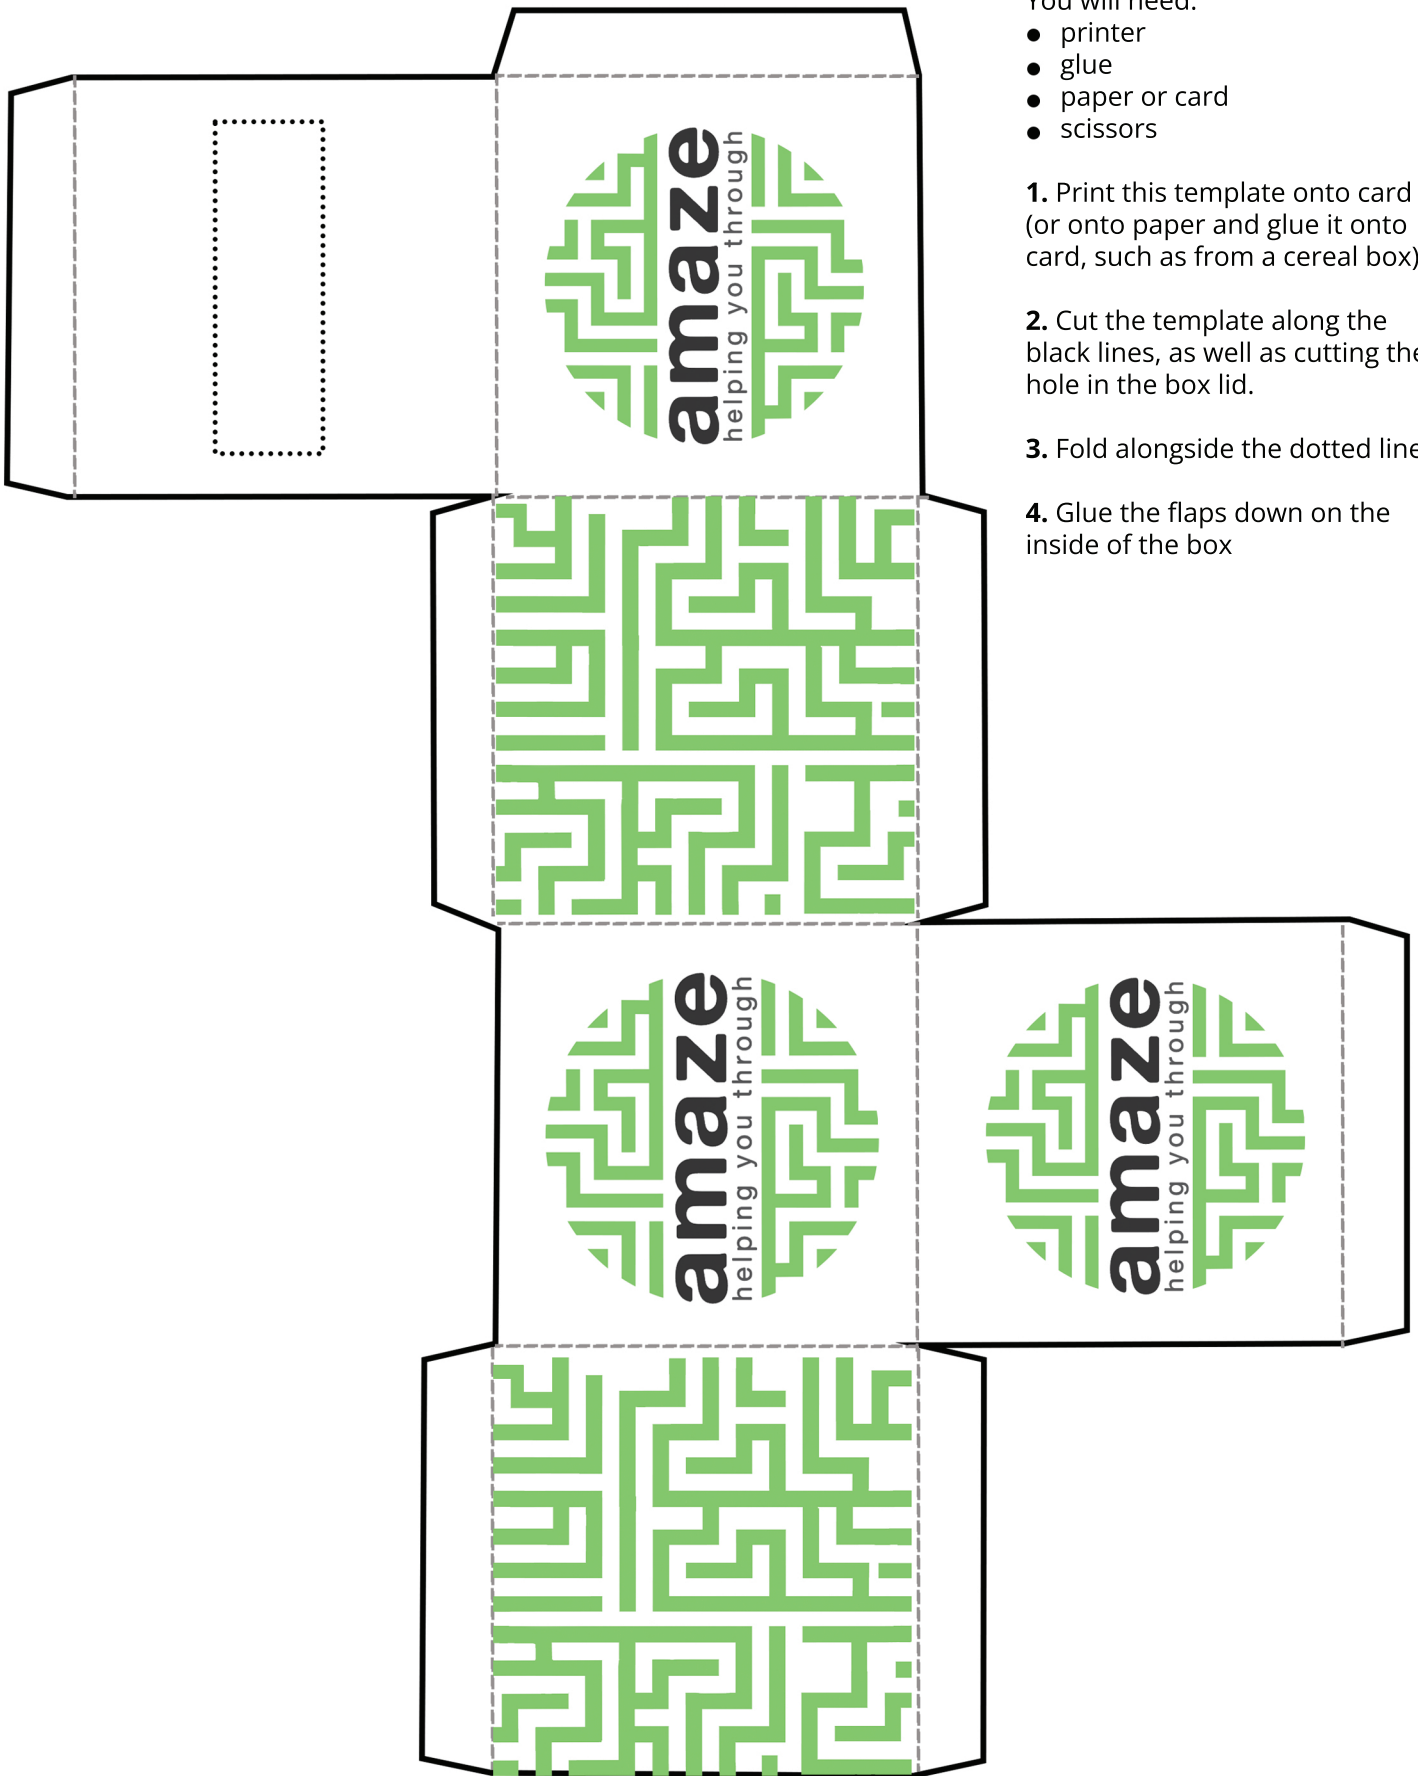 You will need:
● printer
● glue
● paper or card
● scissors
1. Print this template onto card
(or onto paper and glue it onto
card, such as from a cereal box)
2. Cut the template along the
black lines, as well as cutting the
hole in the box lid.
3. Fold alongside the dotted line
4. Glue the flaps down on the
inside of the box
amaze
helping you through
amaze
helping you through
amaze
helping you through